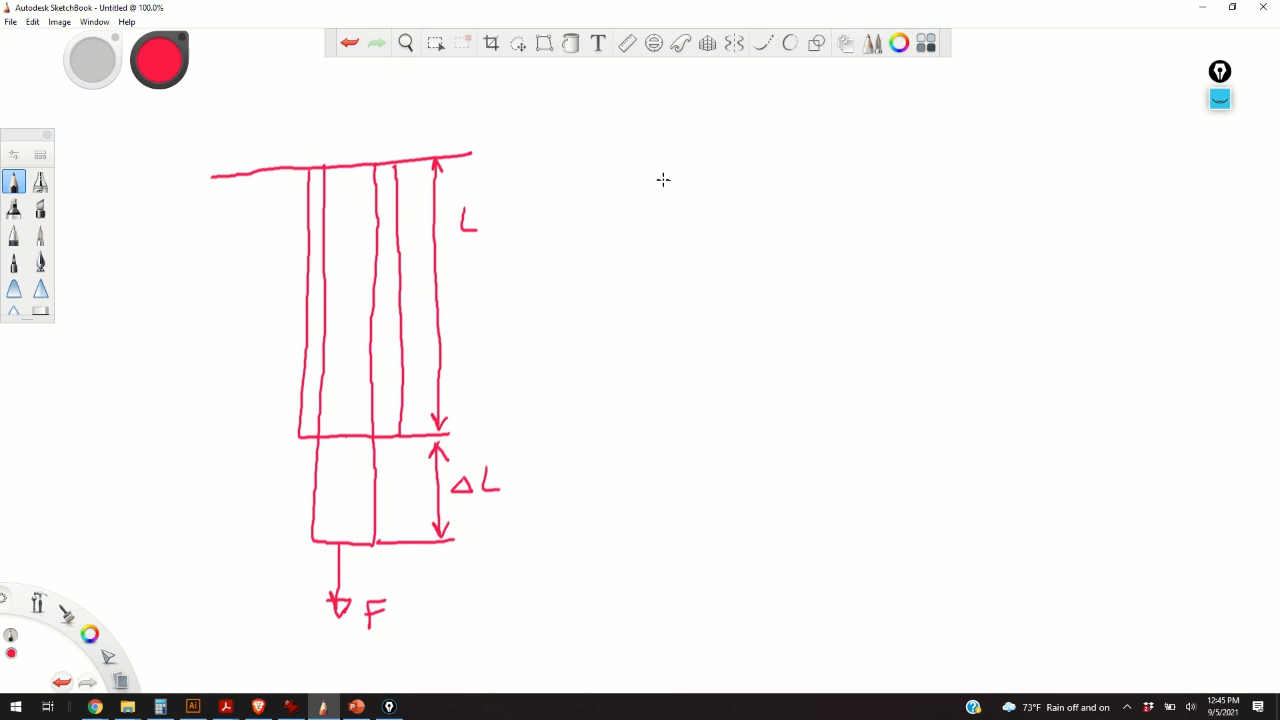 Autodesk SketchBook - Untitled @ 100.0%
File Edit Image Window Help
T
L
Δ L
F
Ai
P
73°F Rain off and on
12:45 PM
9/5/2021